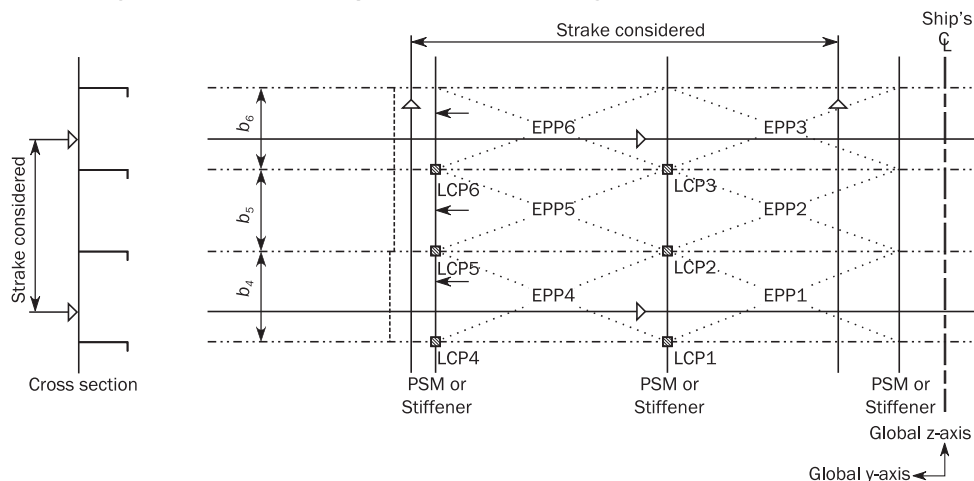 Ship's
℄
Strake considered
b6
EPP6
EPP3
LCP6
LCP3
Strake considered
b5
EPP5
EPP2
LCP5
LCP2
b4
EPP4
EPP1
LCP4
LCP1
Cross section
PSM or
Stiffener
PSM or
Stiffener
PSM or
Stiffener
Global z-axis
Global y-axis